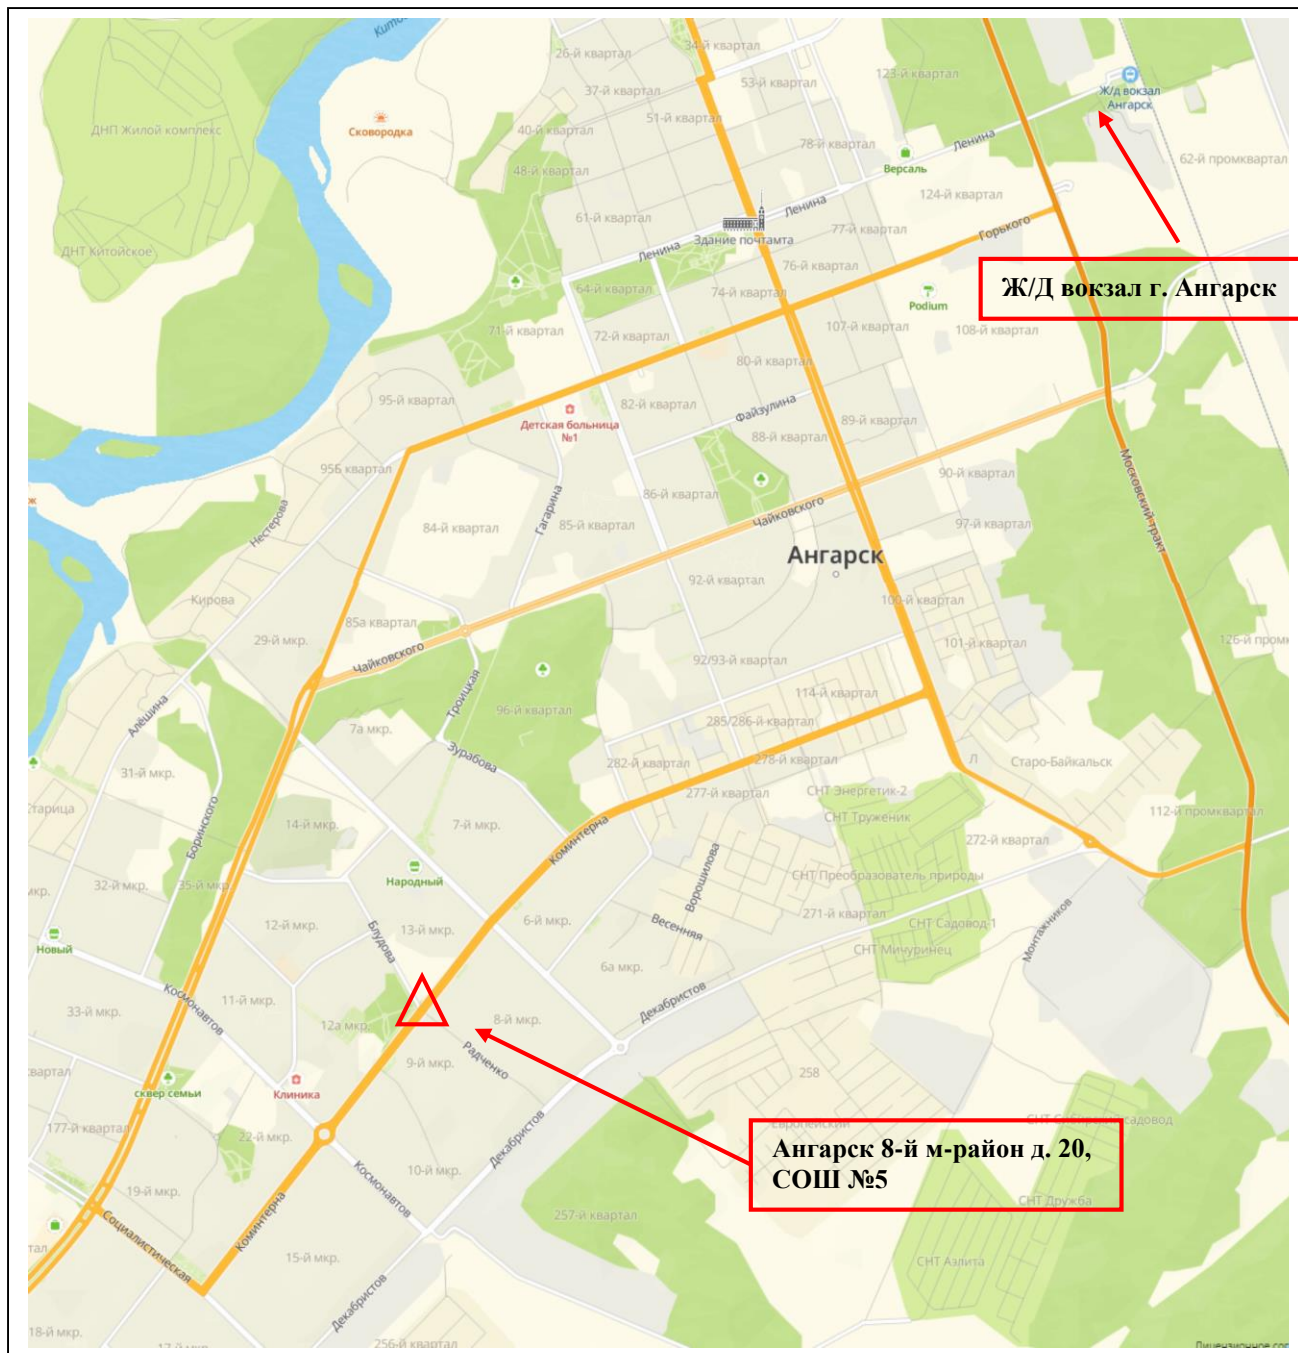 34-й квартал
26-й квартал
123-й квартал
53-й квартал
Ж/д вокзал
Ангарск
37-й квартал
51-й квартал
ДНП Жилой комплекс
Сковородка
40-й квартал
Ленина
78-й квартал
62-й промквартал
48-й квартал
Версаль
124-й квартал
61-й квартал
Ленина
77-й квартал
Горького
ДНТ Китойское
Ленина
Здание почтамта
76-й квартал
64-й квартал
74-й квартал
Ж/Д вокзал г. Ангарск
Podium
71-й квартал
72-й квартал
107-й квартал
108-й квартал
80-й квартал
95-й квартал
82-й квартал
Файзулина
Детская больница
№1
89-й квартал
88-й квартал
95Б квартал
Московский тракт
90-й квартал
86-й квартал
Нестерова
Гагарина
84-й квартал
85-й квартал
Чайковского
97-й квартал
Ангарск
92-й квартал
Кирова
100-й квартал
85а квартал
29-й мкр.
101-й квартал
126-й пром
Чайковского
92/93-й квартал
Троицкая
114-й квартал
Алёшина
96-й квартал
7а мкр.
285/286-й квартал
Зурабова
282-й квартал
278-й квартал
Л
Старо-Байкальск
31-й мкр.
277-й квартал
СНТ Энергетик-2
Старица
Боринского
14-й мкр.
7-й мкр.
Коминтерна
СНТ Труженик
112-й промквартал
272-й квартал
Народный
Ворошилова
СНТ Преобразователь природы
мкр.
32-й мкр.
35-й мкр.
271-й квартал
СНТ Садовод-1
Монтажников
12-й мкр.
Блудова
13-й мкр.
6-й мкр.
Весенняя
Новый
СНТ Мичуринец
6а мкр.
Космонавтов
11-й мкр.
Декабристов
33-й мкр.
12а мкр.
8-й мкр.
Радченко
9-й мкр.
квартал
258
сквер семьи
Клиника
177-й квартал
22-й мкр.
Декабристов
Европейский
Ангарск 8-й м-район д. 20,
СОШ №5
10-й мкр.
Космонавтов
19-й мкр.
СНТ Дружба
257-й квартал
Социалистическая
Коминтерна
15-й мкр.
СНТ Аэлита
Декабристов
18-й мкр.
256-й квартал